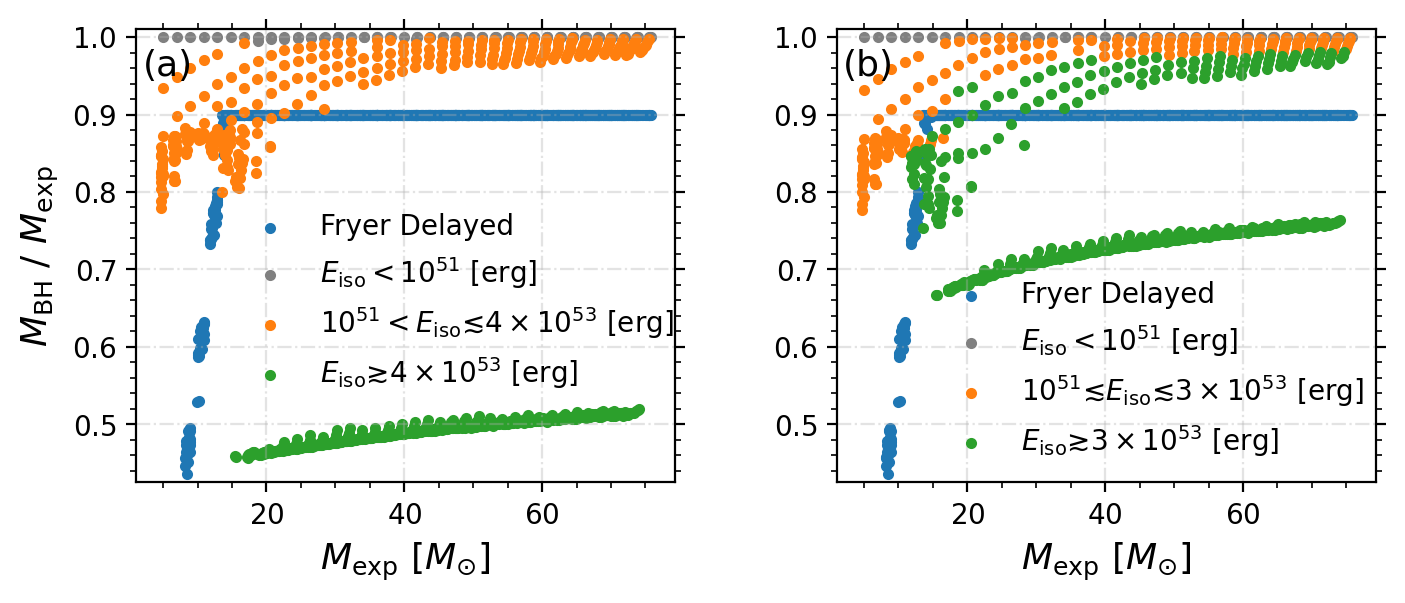 (a)
M_BH / M_exp
1.0
0.9
0.8
0.7
0.6
0.5
Fryer Delayed
E_iso < 10^51 [erg]
10^51 < E_iso ≲ 4 × 10^53 [erg]
E_iso ≳ 4 × 10^53 [erg]
20 40 60
M_exp [M_⊙]
(b)
1.0
0.9
0.8
0.7
0.6
0.5
Fryer Delayed
E_iso < 10^51 [erg]
10^51 ≲ E_iso ≲ 3 × 10^53 [erg]
E_iso ≳ 3 × 10^53 [erg]
20 40 60
M_exp [M_⊙]